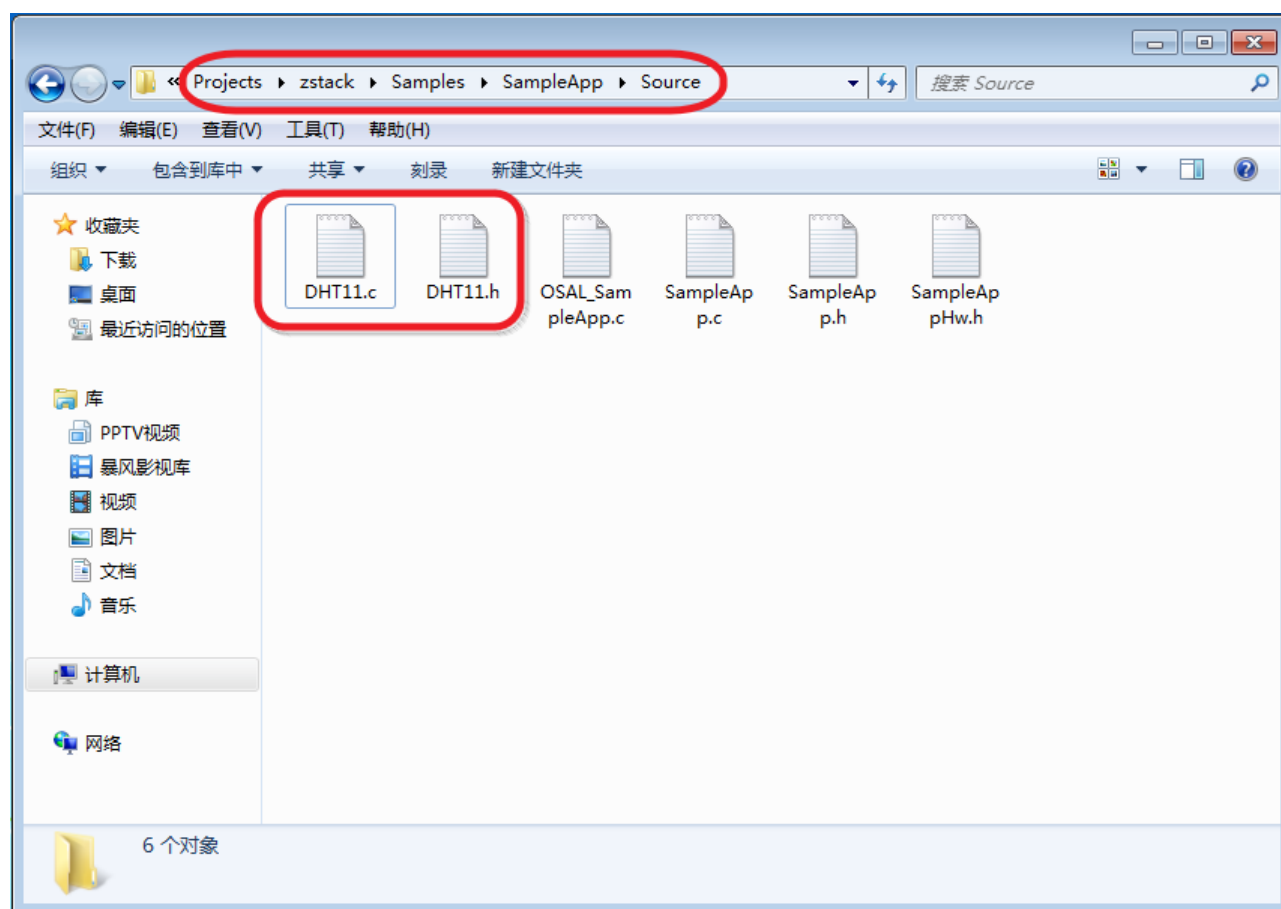 « Projects ▸ zstack ▸ Samples ▸ SampleApp ▸ Source
搜索 Source
文件(F) 编辑(E) 查看(V) 工具(T) 帮助(H)
组织 包含到库中 共享 刻录 新建文件夹
收藏夹
下载
桌面
最近访问的位置
库
PPTV视频
暴风影视库
视频
图片
文档
音乐
计算机
网络
DHT11.c
DHT11.h
OSAL_Sam
pleApp.c
SampleAp
p.c
SampleAp
p.h
SampleAp
pHw.h
6 个对象